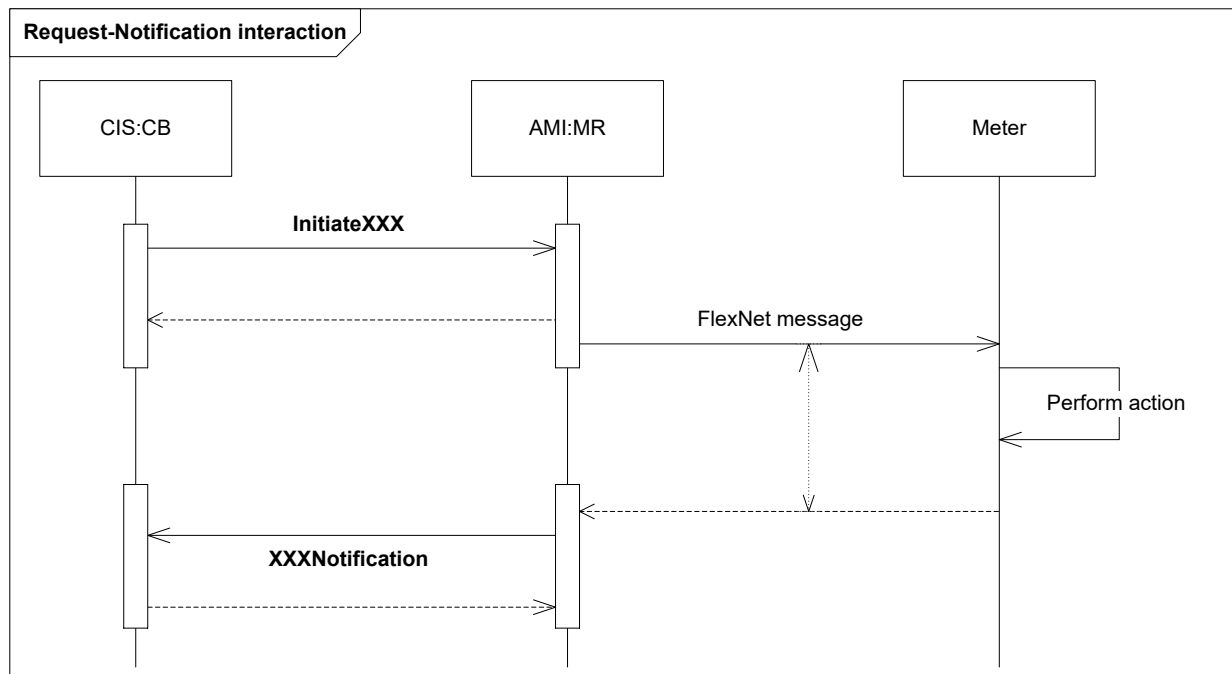 Request-Notification interaction
CIS:CB
AMI:MR
Meter
InitiateXXX
FlexNet message
Perform action
XXXNotification